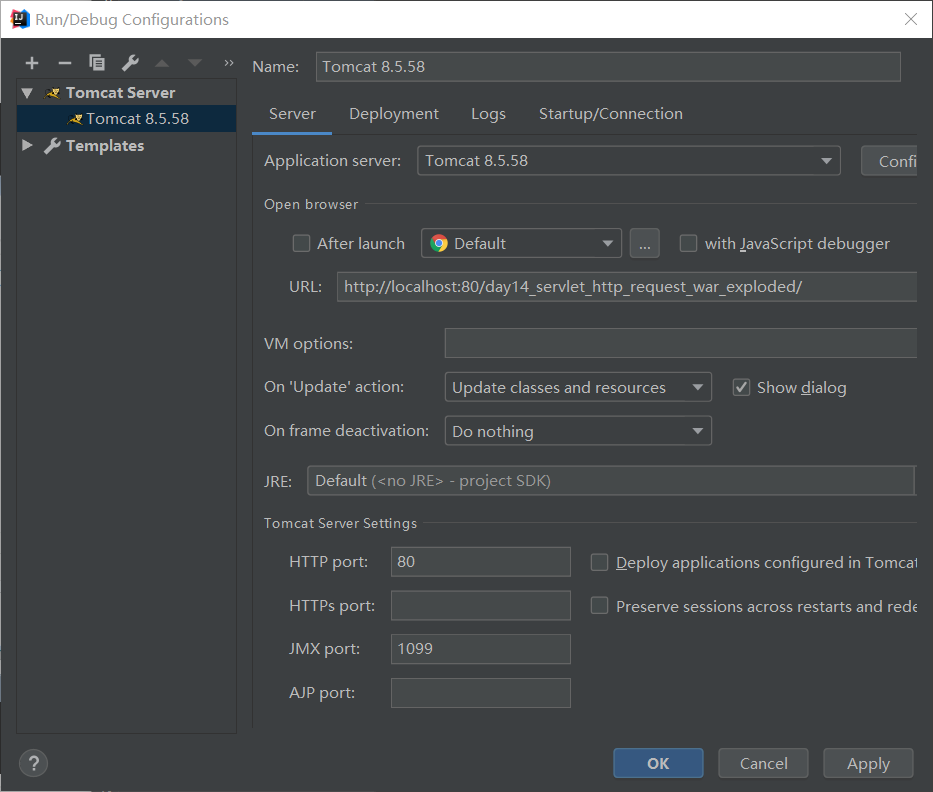 Run/Debug Configurations
Name: Tomcat 8.5.58
Tomcat Server
Tomcat 8.5.58
Templates
Server Deployment Logs Startup/Connection
Application server: Tomcat 8.5.58 Confi
Open browser
After launch Default ... with JavaScript debugger
URL: http://localhost:80/day14_servlet_http_request_war_exploded/
VM options:
On 'Update' action: Update classes and resources Show dialog
On frame deactivation: Do nothing
JRE: Default (<no JRE> - project SDK)
Tomcat Server Settings
HTTP port: 80 Deploy applications configured in Tomcat
HTTPs port: Preserve sessions across restarts and rede
JMX port: 1099
AJP port:
? OK Cancel Apply